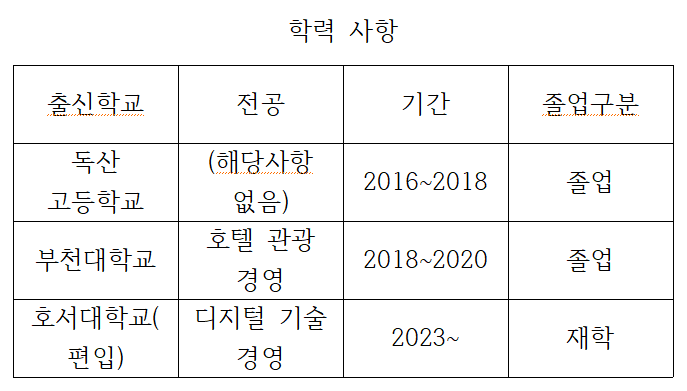 학력 사항
출신학교 전공 기간 졸업구분
독산
고등학교
(해당사항
없음)
2016~2018
졸업
부천대학교
호텔 관광
경영
2018~2020
졸업
호서대학교(
편입)
디지털 기술
경영
2023~
재학